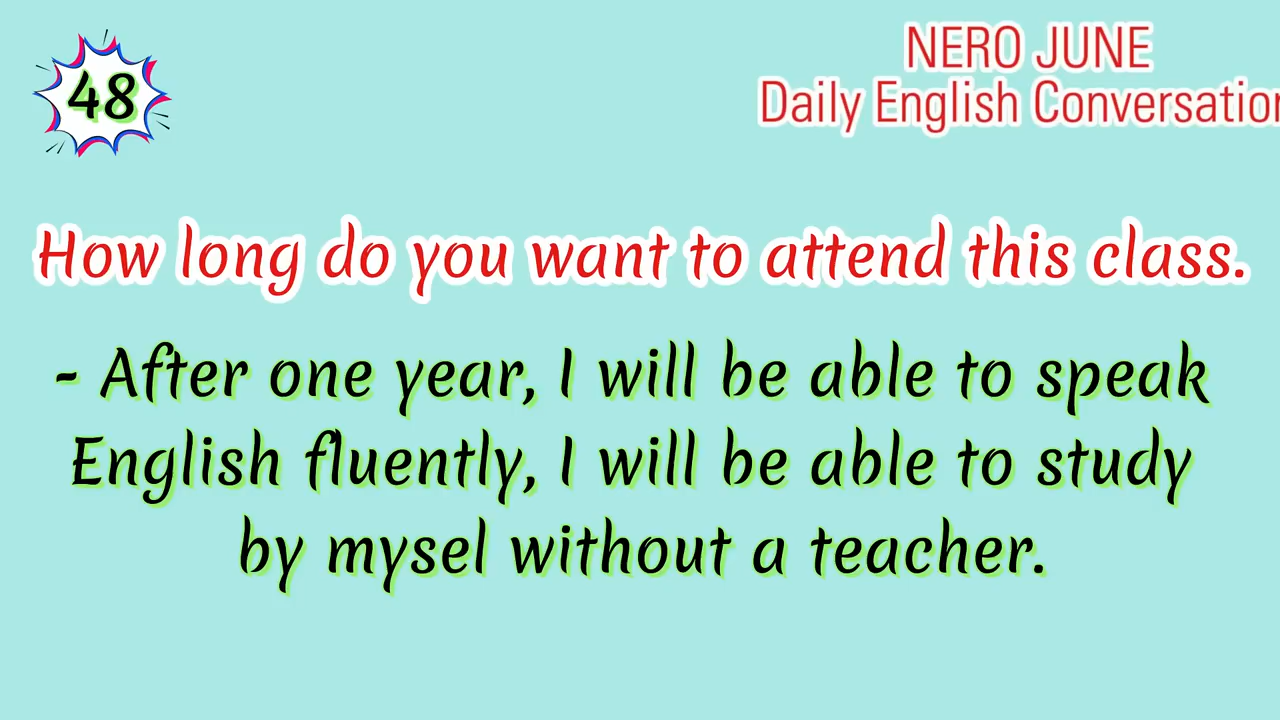 48
NERO JUNE
Daily English Conversation
How long do you want to attend this class.
- After one year, I will be able to speak
English fluently, I will be able to study
by mysel without a teacher.